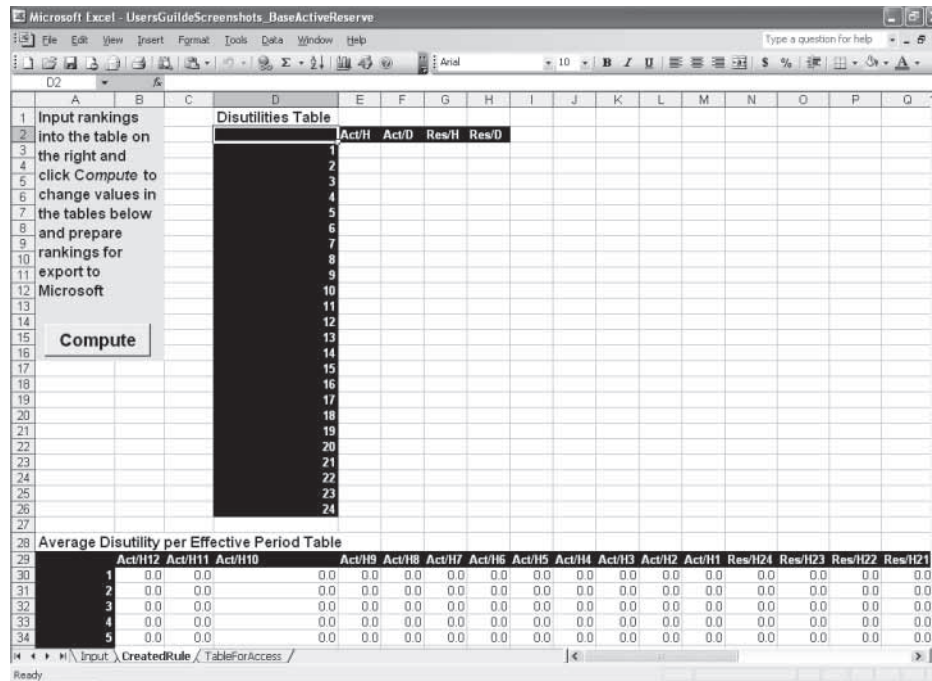 Microsoft Excel - UsersGuildeScreenshots_BaseActiveReserve
File Edit View Insert Format Tools Data Window Help Type a question for help
Arial 10 B I U $ %
D2 fx
A B C D E F G H I J K L M N O P Q
1 Input rankings Disutilities Table
2 into the table on Act/H Act/D Res/H Res/D
3 the right and 1
4 click Compute to 2
5 3
6 change values in 4
7 the tables below 5
8 and prepare 6
9 rankings for 7
10 8
11 export to 9
12 Microsoft 10
13 11
14 12
15 Compute 13
16 14
17 15
18 16
19 17
20 18
21 19
22 20
23 21
24 22
25 23
26 24
27
28 Average Disutility per Effective Period Table
29 Act/H12 Act/H11 Act/H10 Act/H9 Act/H8 Act/H7 Act/H6 Act/H5 Act/H4 Act/H3 Act/H2 Act/H1 Res/H24 Res/H23 Res/H22 Res/H21
30 1 0.0 0.0 0.0 0.0 0.0 0.0 0.0 0.0 0.0 0.0 0.0 0.0 0.0 0.0 0.0 0.0
31 2 0.0 0.0 0.0 0.0 0.0 0.0 0.0 0.0 0.0 0.0 0.0 0.0 0.0 0.0 0.0 0.0
32 3 0.0 0.0 0.0 0.0 0.0 0.0 0.0 0.0 0.0 0.0 0.0 0.0 0.0 0.0 0.0 0.0
33 4 0.0 0.0 0.0 0.0 0.0 0.0 0.0 0.0 0.0 0.0 0.0 0.0 0.0 0.0 0.0 0.0
34 5 0.0 0.0 0.0 0.0 0.0 0.0 0.0 0.0 0.0 0.0 0.0 0.0 0.0 0.0 0.0 0.0
Input CreatedRule TableForAccess
Ready